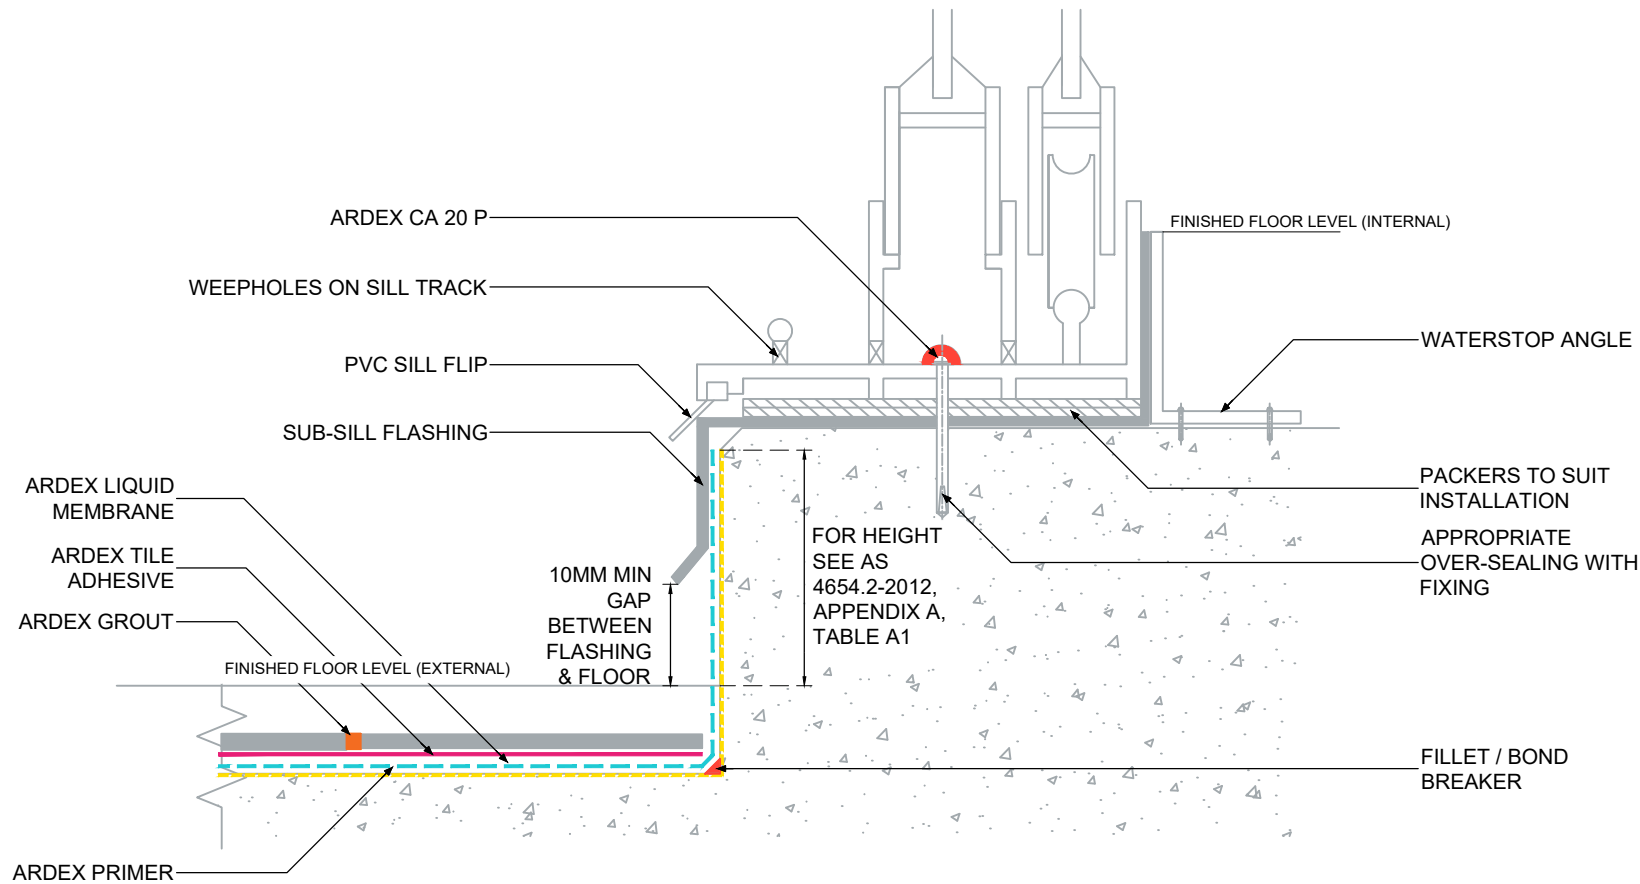 ARDEX CA 20 P
FINISHED FLOOR LEVEL (INTERNAL)
WEEPHOLES ON SILL TRACK
WATERSTOP ANGLE
PVC SILL FLIP
SUB-SILL FLASHING
ARDEX LIQUID
MEMBRANE
PACKERS TO SUIT
INSTALLATION
ARDEX TILE
ADHESIVE
APPROPRIATE
OVER-SEALING WITH
FIXING
FOR HEIGHT
SEE AS
4654.2-2012,
APPENDIX A,
TABLE A1
10MM MIN
GAP
BETWEEN
FLASHING
& FLOOR
ARDEX GROUT
FINISHED FLOOR LEVEL (EXTERNAL)
FILLET / BOND
BREAKER
ARDEX PRIMER